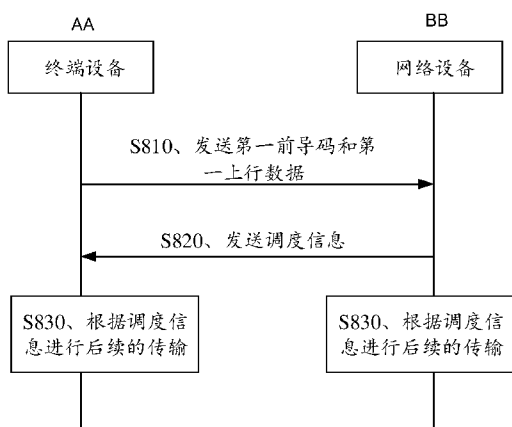 AA
BB
终端设备
网络设备
S810、发送第一前导码和第
一上行数据
S820、发送调度信息
S830、根据调度信
息进行后续的传输
S830、根据调度信
息进行后续的传输